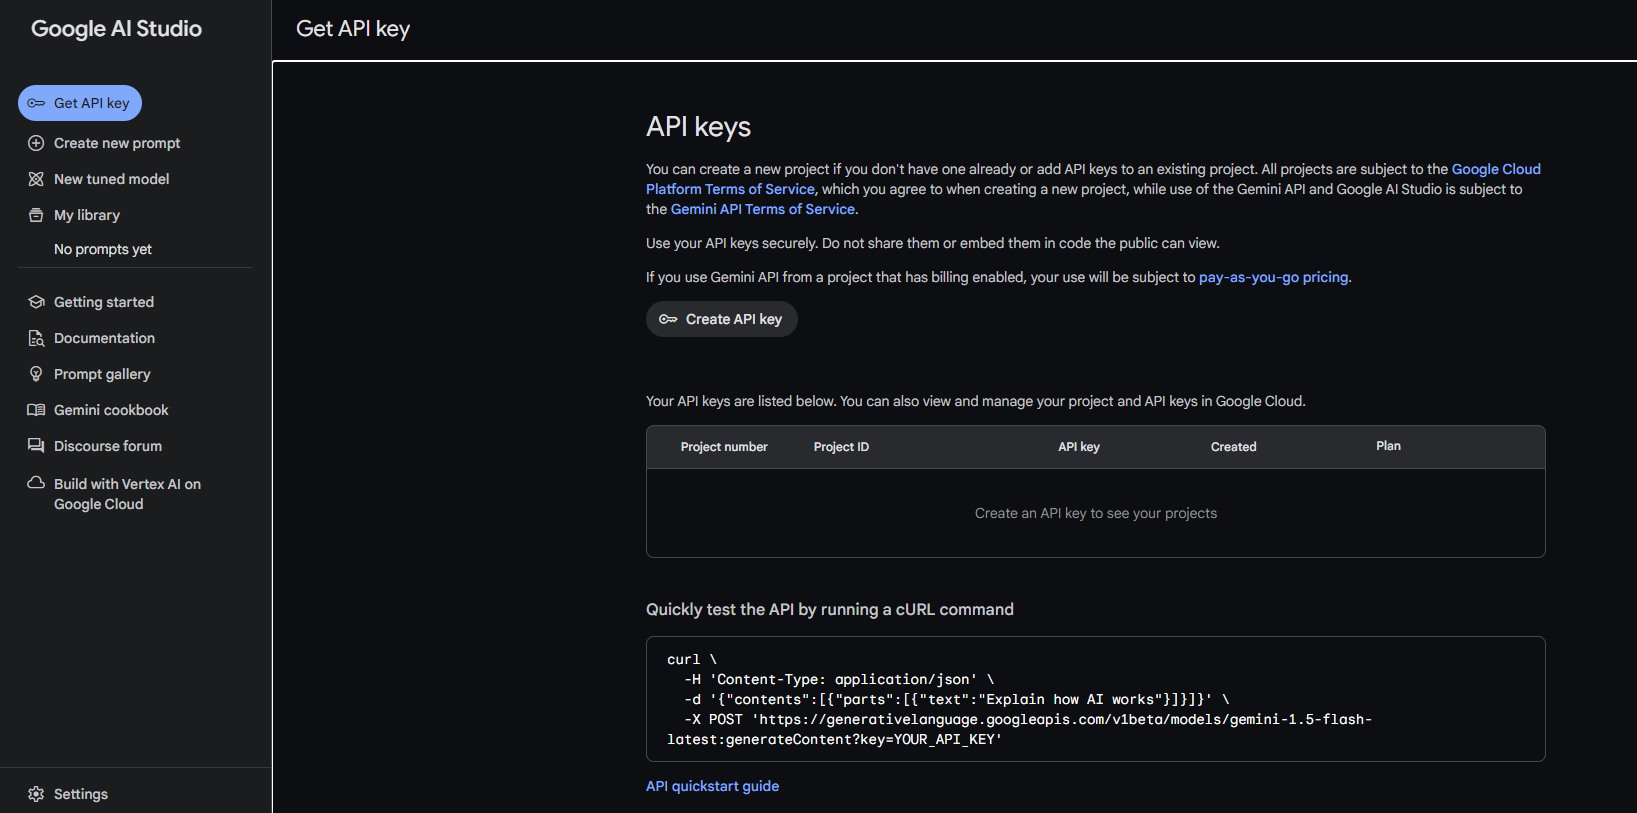 Google AI Studio
Get API key
Create new prompt
New tuned model
My library
No prompts yet
Getting started
Documentation
Prompt gallery
Gemini cookbook
Discourse forum
Build with Vertex AI on
Google Cloud
Settings
Get API key
API keys
You can create a new project if you don't have one already or add API keys to an existing project. All projects are subject to the Google Cloud
Platform Terms of Service, which you agree to when creating a new project, while use of the Gemini API and Google AI Studio is subject to
the Gemini API Terms of Service.
Use your API keys securely. Do not share them or embed them in code the public can view.
If you use Gemini API from a project that has billing enabled, your use will be subject to pay-as-you-go pricing.
Create API key
Your API keys are listed below. You can also view and manage your project and API keys in Google Cloud.
Project number Project ID API key Created Plan
Create an API key to see your projects
Quickly test the API by running a cURL command
curl \
-H 'Content-Type: application/json' \
-d '{"contents":[{"parts":[{"text":"Explain how AI works"}]}]}' \
-X POST 'https://generativelanguage.googleapis.com/v1beta/models/gemini-1.5-flash-
latest:generateContent?key=YOUR_API_KEY'
API quickstart guide